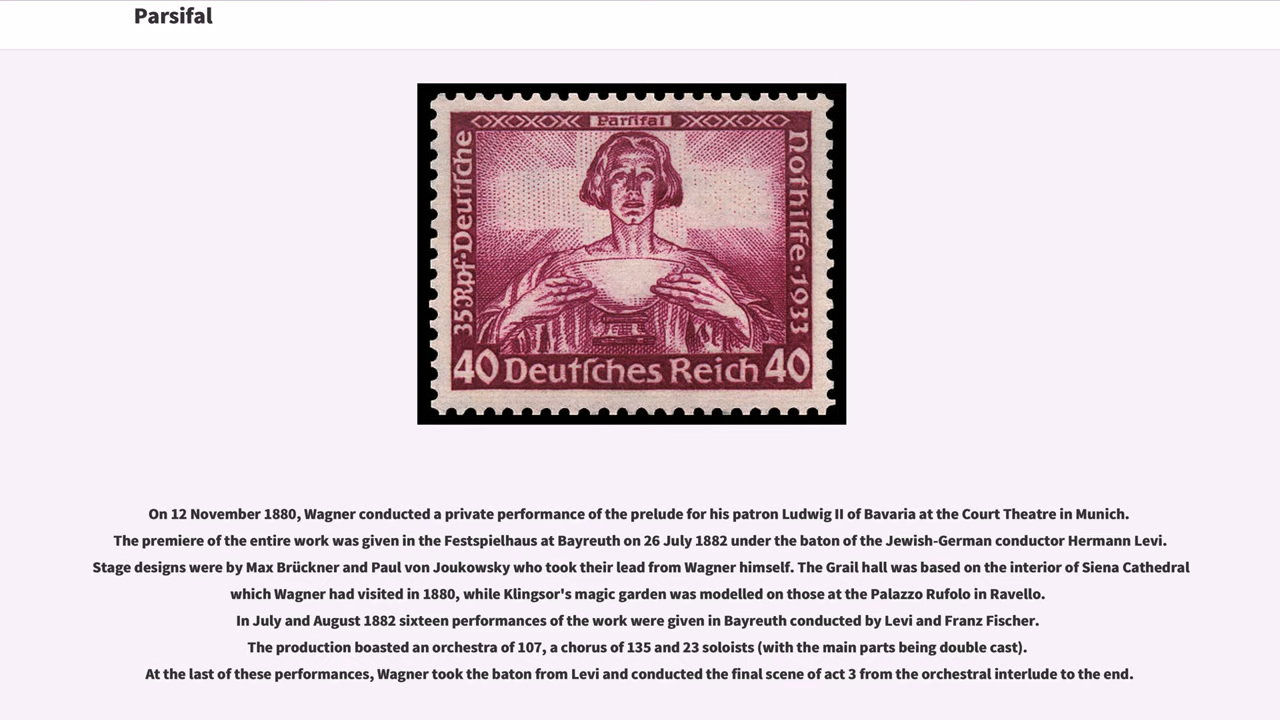 Parsifal
Parsifal
35 Rpf·Deutſche
Nothilfe·1933
40 Deutſches Reich 40
On 12 November 1880, Wagner conducted a private performance of the prelude for his patron Ludwig II of Bavaria at the Court Theatre in Munich.
The premiere of the entire work was given in the Festspielhaus at Bayreuth on 26 July 1882 under the baton of the Jewish-German conductor Hermann Levi.
Stage designs were by Max Brückner and Paul von Joukowsky who took their lead from Wagner himself. The Grail hall was based on the interior of Siena Cathedral
which Wagner had visited in 1880, while Klingsor's magic garden was modelled on those at the Palazzo Rufolo in Ravello.
In July and August 1882 sixteen performances of the work were given in Bayreuth conducted by Levi and Franz Fischer.
The production boasted an orchestra of 107, a chorus of 135 and 23 soloists (with the main parts being double cast).
At the last of these performances, Wagner took the baton from Levi and conducted the final scene of act 3 from the orchestral interlude to the end.